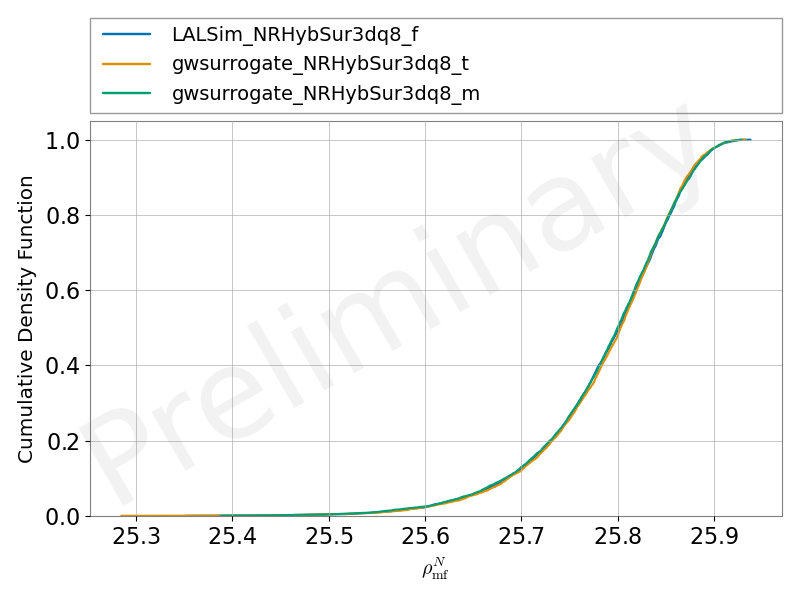 LALSim_NRHybSur3dq8_f
gwsurrogate_NRHybSur3dq8_t
gwsurrogate_NRHybSur3dq8_m
Preliminary
Cumulative Density Function
1.0
0.8
0.6
0.4
0.2
0.0
25.3 25.4 25.5 25.6 25.7 25.8 25.9
ρ_mf^N